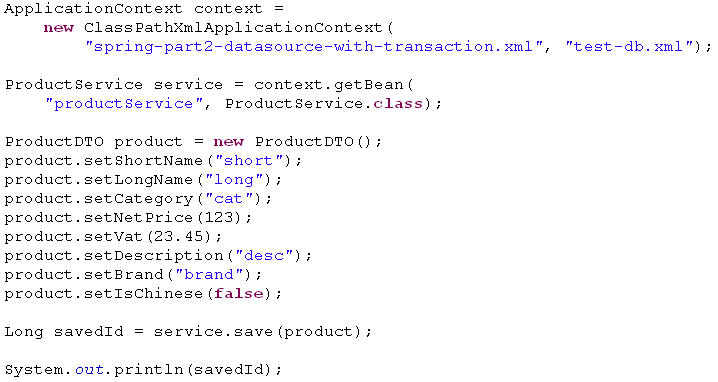 ApplicationContext context =
    new ClassPathXmlApplicationContext(
        "spring-part2-datasource-with-transaction.xml", "test-db.xml");
ProductService service = context.getBean(
    "productService", ProductService.class);
ProductDTO product = new ProductDTO();
product.setShortName("short");
product.setLongName("long");
product.setCategory("cat");
product.setNetPrice(123);
product.setVat(23.45);
product.setDescription("desc");
product.setBrand("brand");
product.setIsChinese(false);
Long savedId = service.save(product);
System.out.println(savedId);